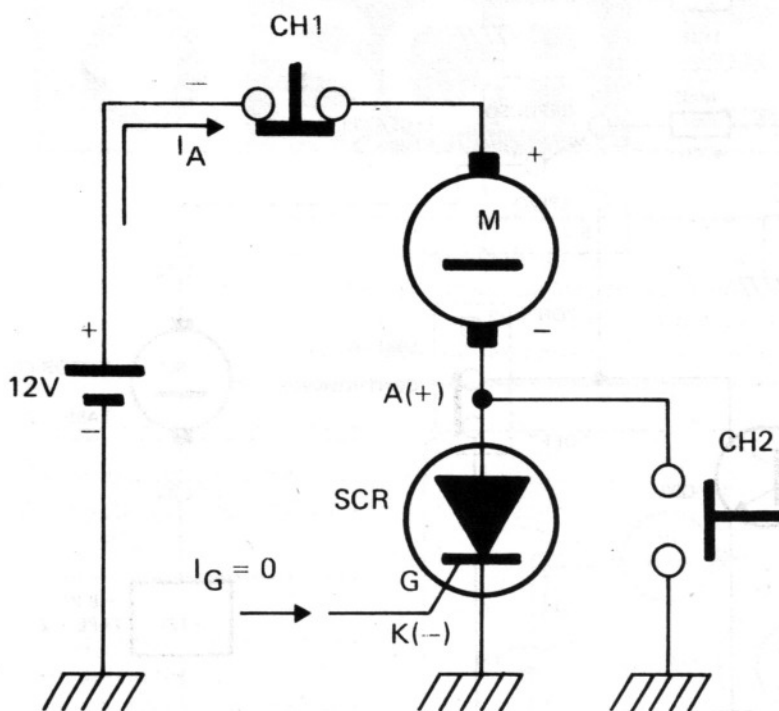 CH1
−
I_A
+
M
+
12V
−
−
A(+)
CH2
SCR
I_G = 0
G
K(−)